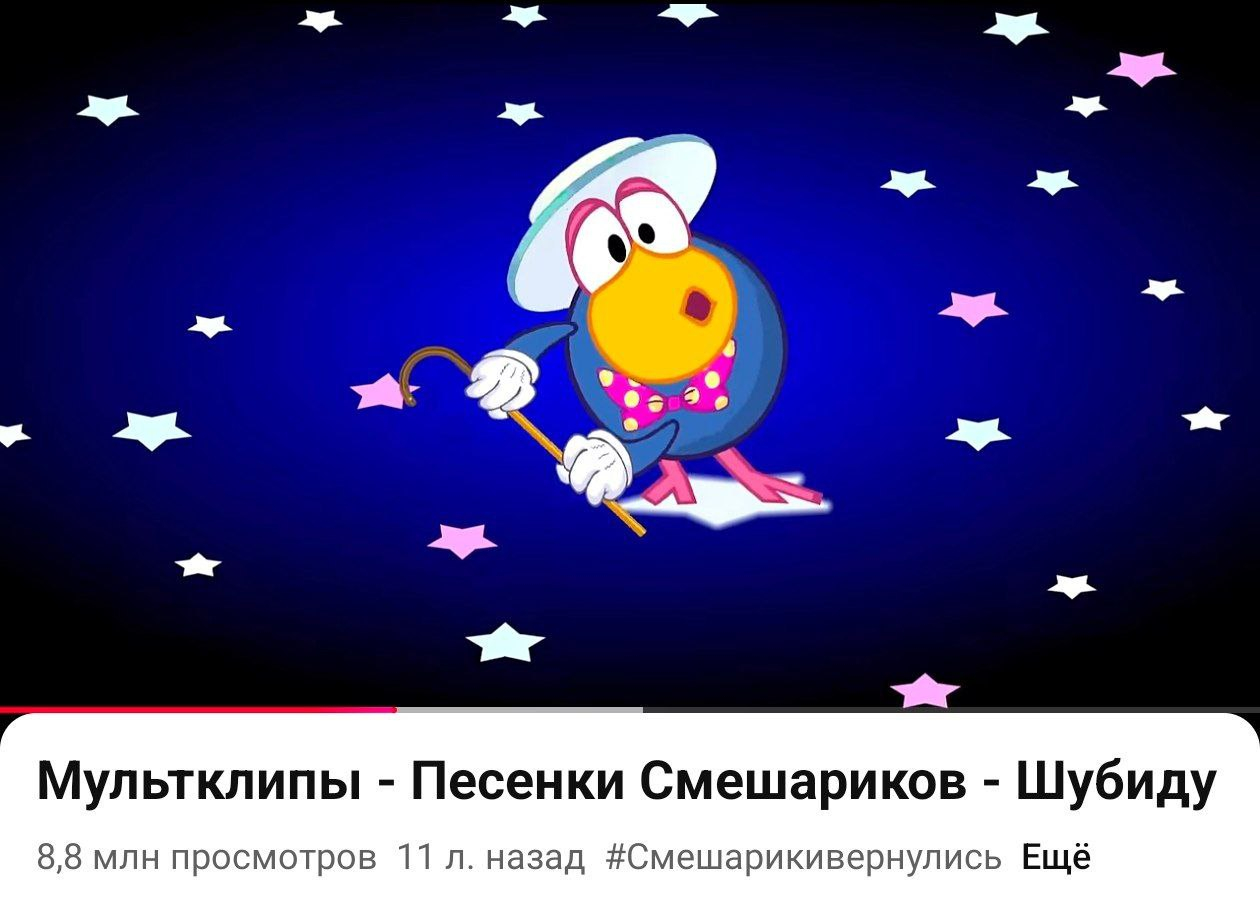 Мультклипы - Песенки Смешариков - Шубиду
8,8 млн просмотров 11 л. назад #Смешарикивернулись Ещё